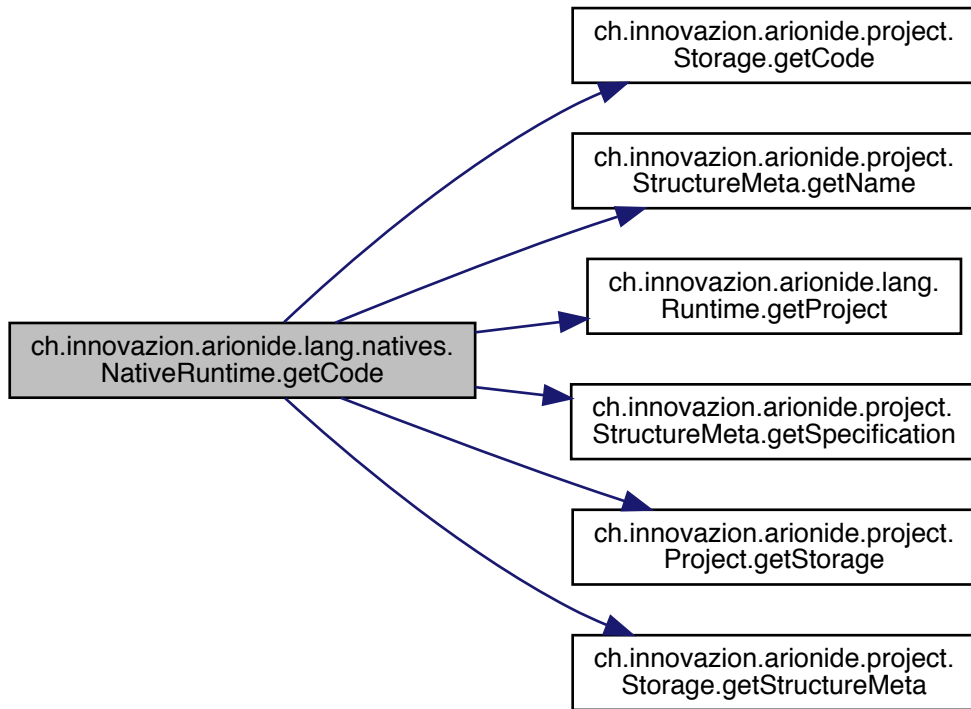 ch.innovazion.arionide.project.
Storage.getCode
ch.innovazion.arionide.project.
StructureMeta.getName
ch.innovazion.arionide.lang.
Runtime.getProject
ch.innovazion.arionide.lang.natives.
NativeRuntime.getCode
ch.innovazion.arionide.project.
StructureMeta.getSpecification
ch.innovazion.arionide.project.
Project.getStorage
ch.innovazion.arionide.project.
Storage.getStructureMeta